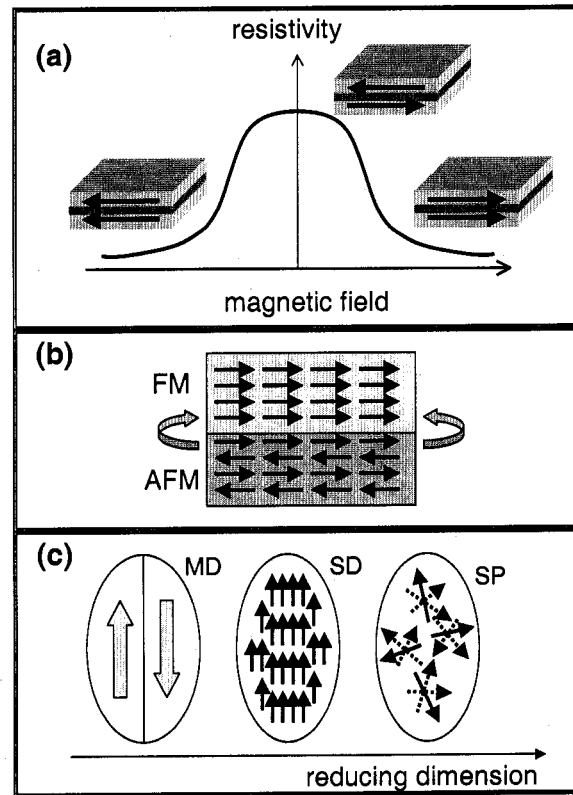 resistivity
(a)
magnetic field
(b)
FM
AFM
(c)
MD
SD
SP
reducing dimension